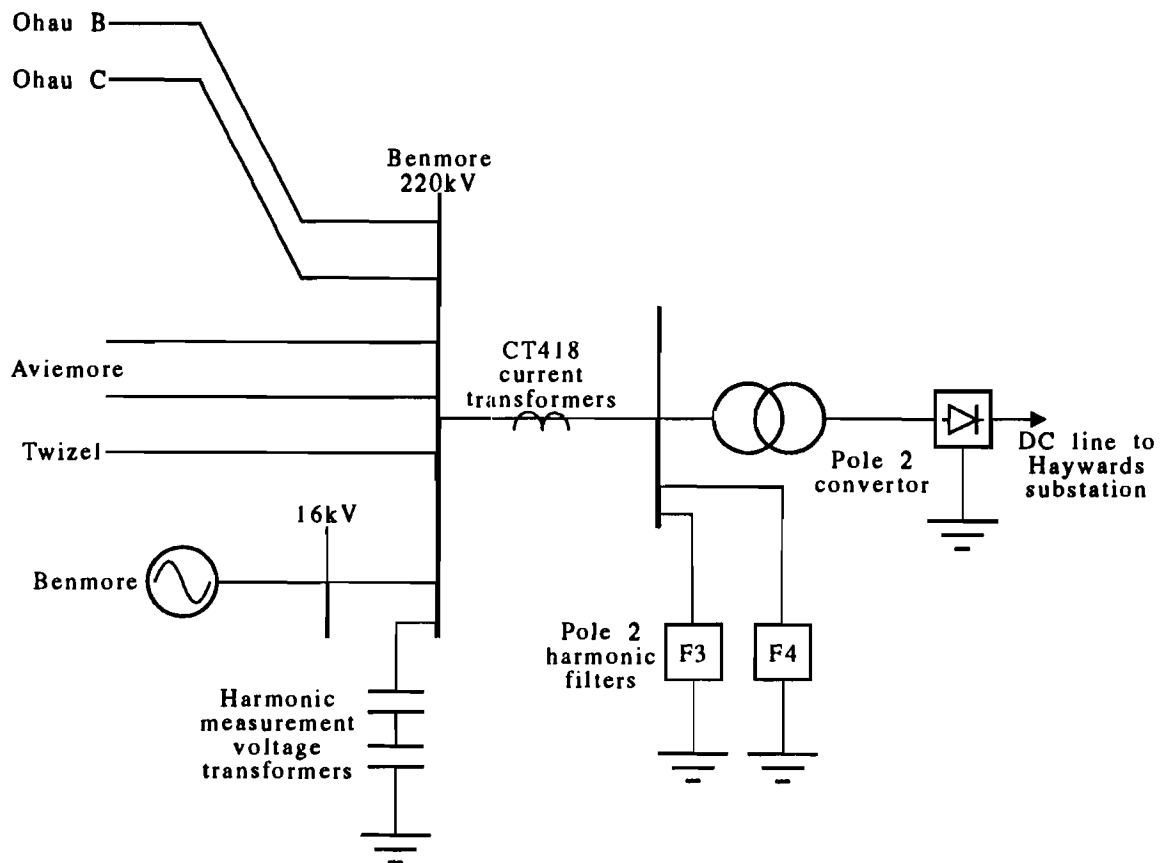 Ohau B
Ohau C
Benmore
220kV
Aviemore
CT418
current
transformers
Twizel
Pole 2
convertor
DC line to
Haywards
substation
16kV
Benmore
Pole 2
harmonic
filters
F3
F4
Harmonic
measurement
voltage
transformers